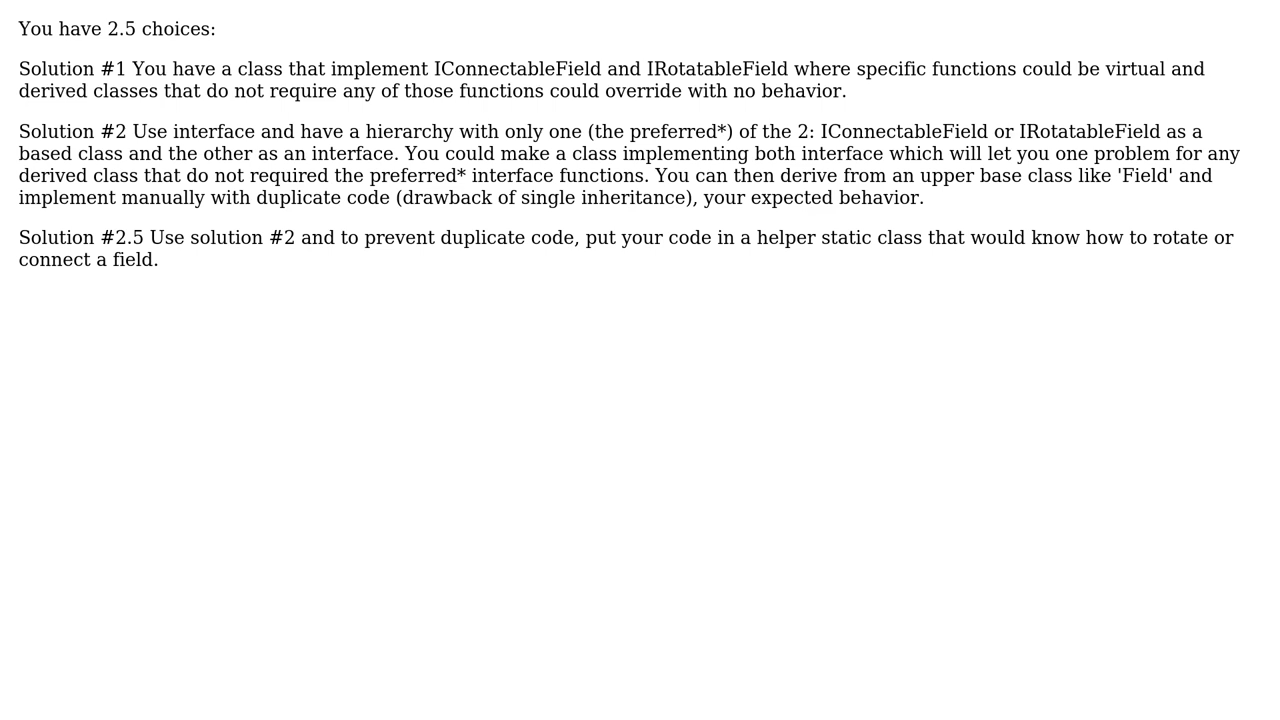 You have 2.5 choices:
Solution #1 You have a class that implement IConnectableField and IRotatableField where specific functions could be virtual and
derived classes that do not require any of those functions could override with no behavior.
Solution #2 Use interface and have a hierarchy with only one (the preferred*) of the 2: IConnectableField or IRotatableField as a
based class and the other as an interface. You could make a class implementing both interface which will let you one problem for any
derived class that do not required the preferred* interface functions. You can then derive from an upper base class like 'Field' and
implement manually with duplicate code (drawback of single inheritance), your expected behavior.
Solution #2.5 Use solution #2 and to prevent duplicate code, put your code in a helper static class that would know how to rotate or
connect a field.